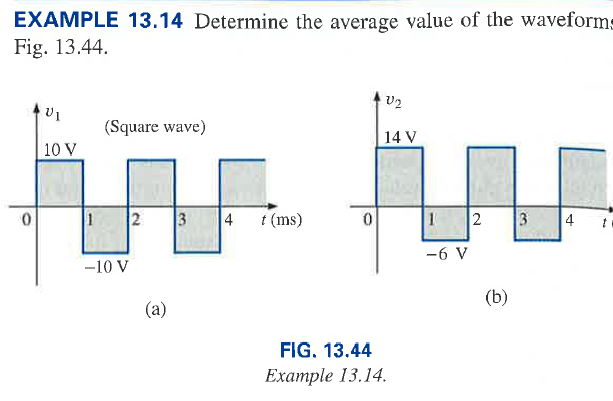 EXAMPLE 13.14 Determine the average value of the waveforms
Fig. 13.44.
v₁
(Square wave)
10 V
0 1 2 3 4 t (ms)
−10 V
(a)
v₂
14 V
0 1 2 3 4 t (
−6 V
(b)
FIG. 13.44
Example 13.14.